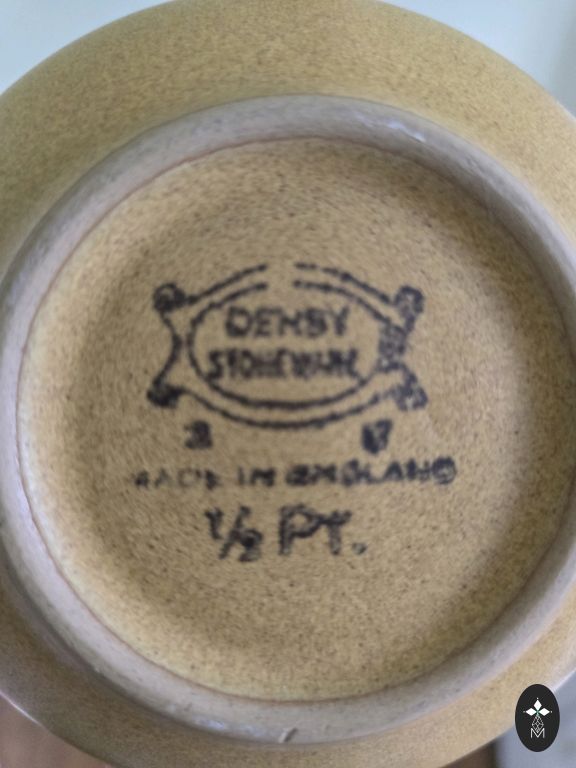 DENBY
STONEWARE
MADE IN ENGLAND
1/2 PT.